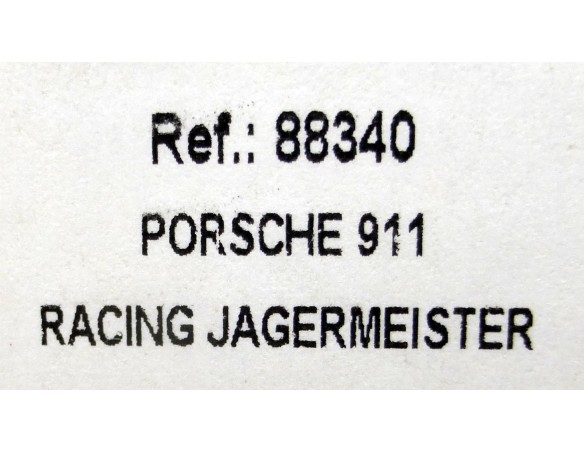 Ref.: 88340
PORSCHE 911
RACING JAGERMEISTER